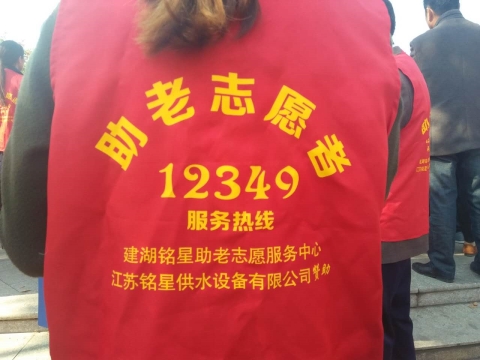 助老志愿者
12349
服务热线
建湖铭星助老志愿服务中心
江苏铭星供水设备有限公司赞助